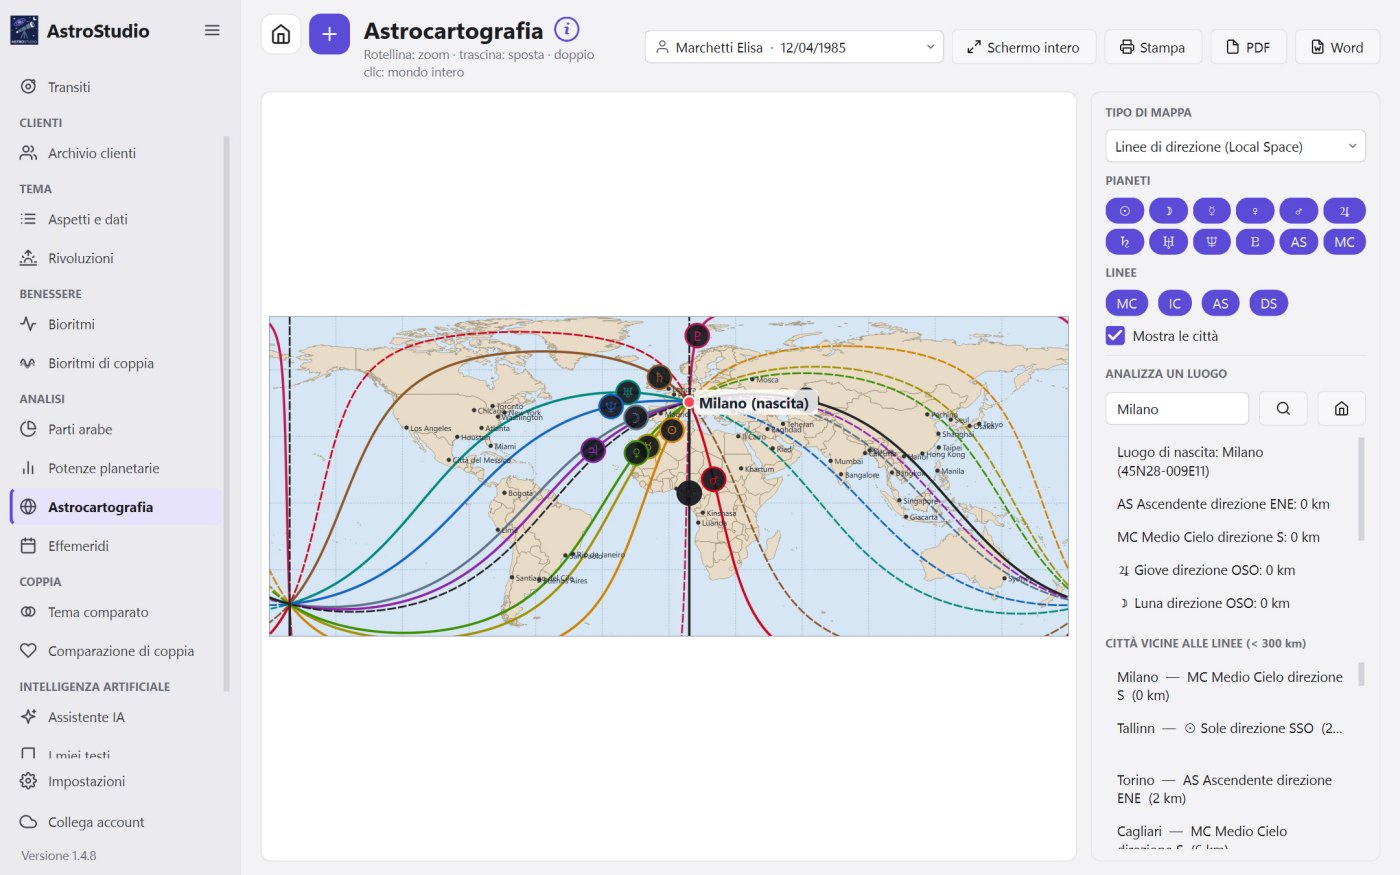 AstroStudio
Transiti
CLIENTI
Archivio clienti
TEMA
Aspetti e dati
Rivoluzioni
BENESSERE
Bioritmi
Bioritmi di coppia
ANALISI
Parti arabe
Potenze planetarie
Astrocartografia
Effemeridi
COPPIA
Tema comparato
Comparazione di coppia
INTELLIGENZA ARTIFICIALE
Assistente IA
I miei testi
Impostazioni
Collega account
Versione 1.4.8
Astrocartografia
Rotellina: zoom · trascina: sposta · doppio
clic: mondo intero
Marchetti Elisa · 12/04/1985
Schermo intero
Stampa
PDF
Word
Mosca
Milano (nascita)
Toronto
New York
Washington
Los Angeles
Atlanta
Houston
Miami
Città del Messico
Bogotà
Lima
Rio de Janeiro
Buenos Aires
Madrid
Il Cairo
Baghdad
Teheran
Riad
Khartum
Kinshasa
Luanda
Mumbai
Bangalore
Pechino
Seul
Tokyo
Shanghai
Taipei
Hong Kong
Manila
Singapore
Giacarta
TIPO DI MAPPA
Linee di direzione (Local Space)
PIANETI
☉ ☽ ☿ ♀ ♂ ♃
♄ ♅ ♆ AS MC
LINEE
MC IC AS DS
Mostra le città
ANALIZZA UN LUOGO
Milano
Luogo di nascita: Milano
(45N28-009E11)
AS Ascendente direzione ENE: 0 km
MC Medio Cielo direzione S: 0 km
♃ Giove direzione OSO: 0 km
☽ Luna direzione OSO: 0 km
CITTÀ VICINE ALLE LINEE (< 300 km)
Milano — MC Medio Cielo direzione
S (0 km)
Tallinn — ☉ Sole direzione SSO (2...
Torino — AS Ascendente direzione
ENE (2 km)
Cagliari — MC Medio Cielo
direzione S (6 km)